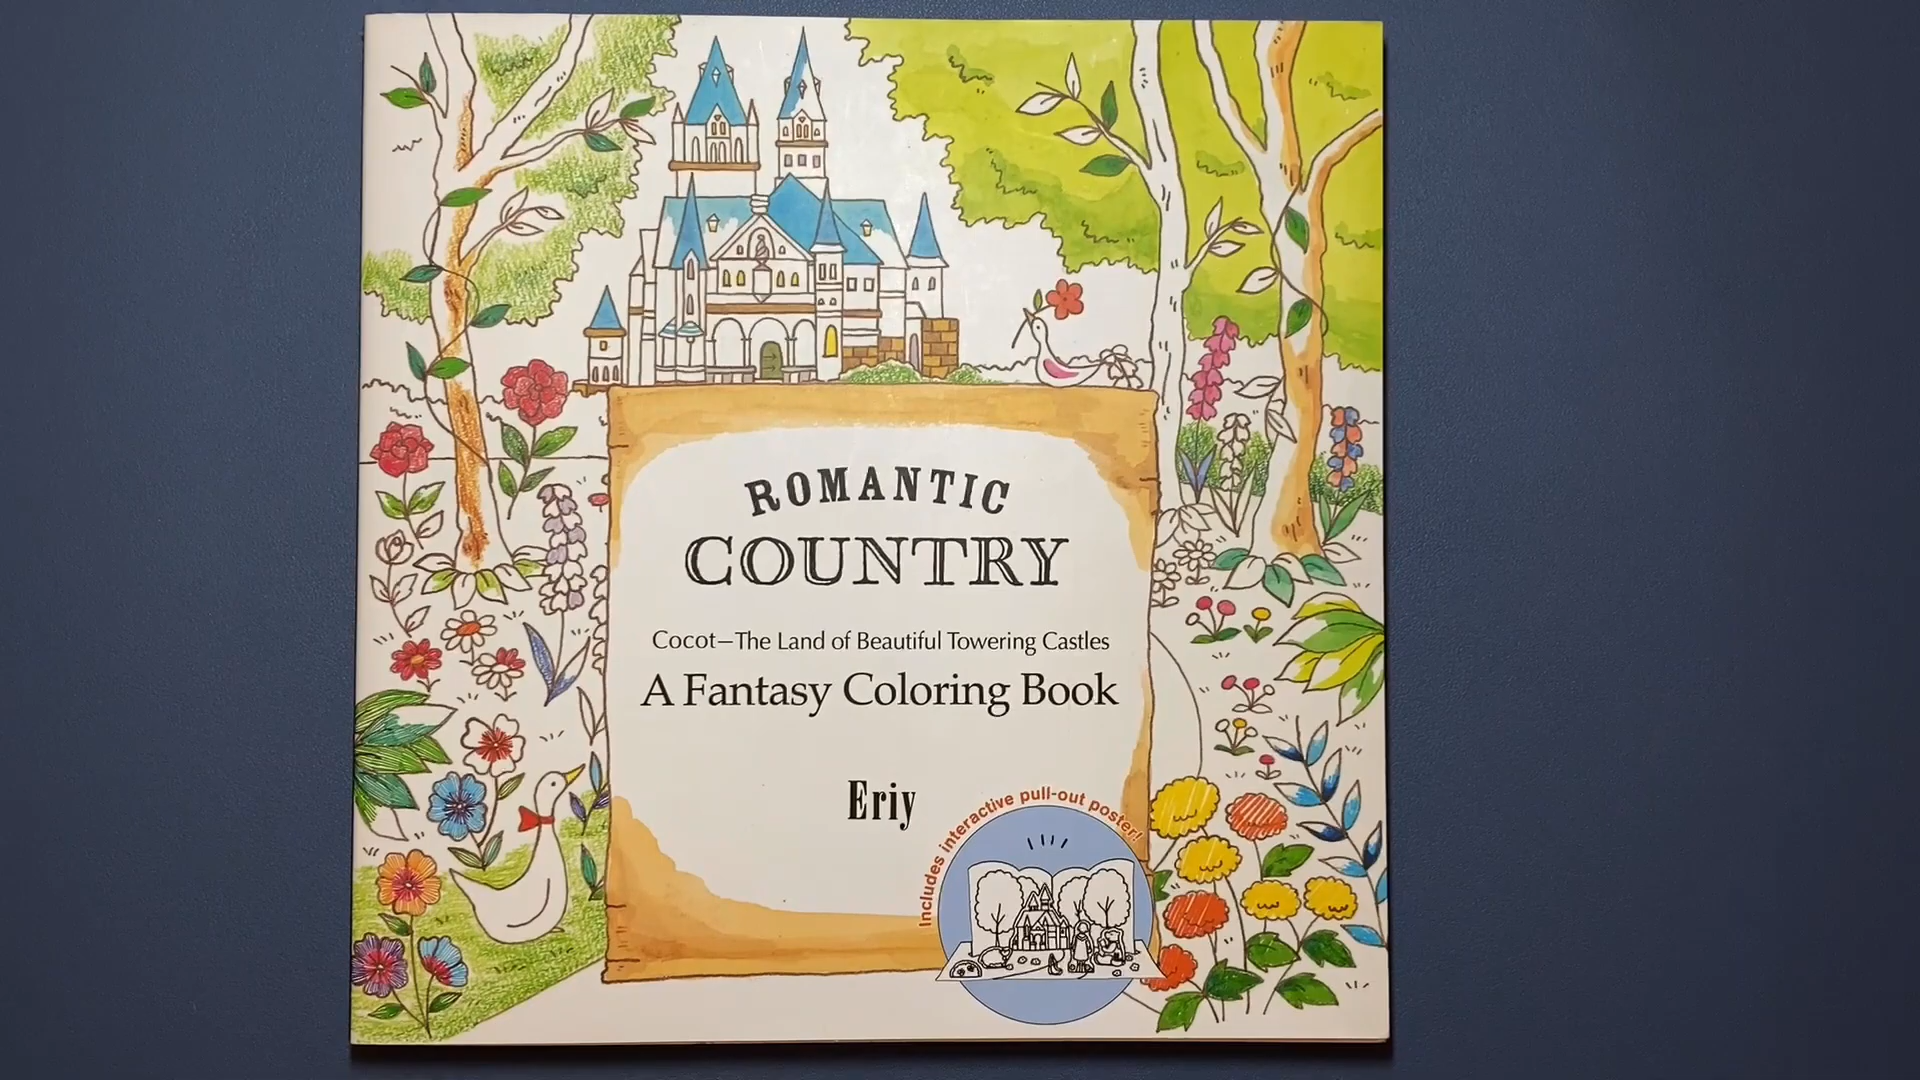 ROMANTIC
COUNTRY
Cocot—The Land of Beautiful Towering Castles
A Fantasy Coloring Book
Eriy
Includes interactive pull-out poster!